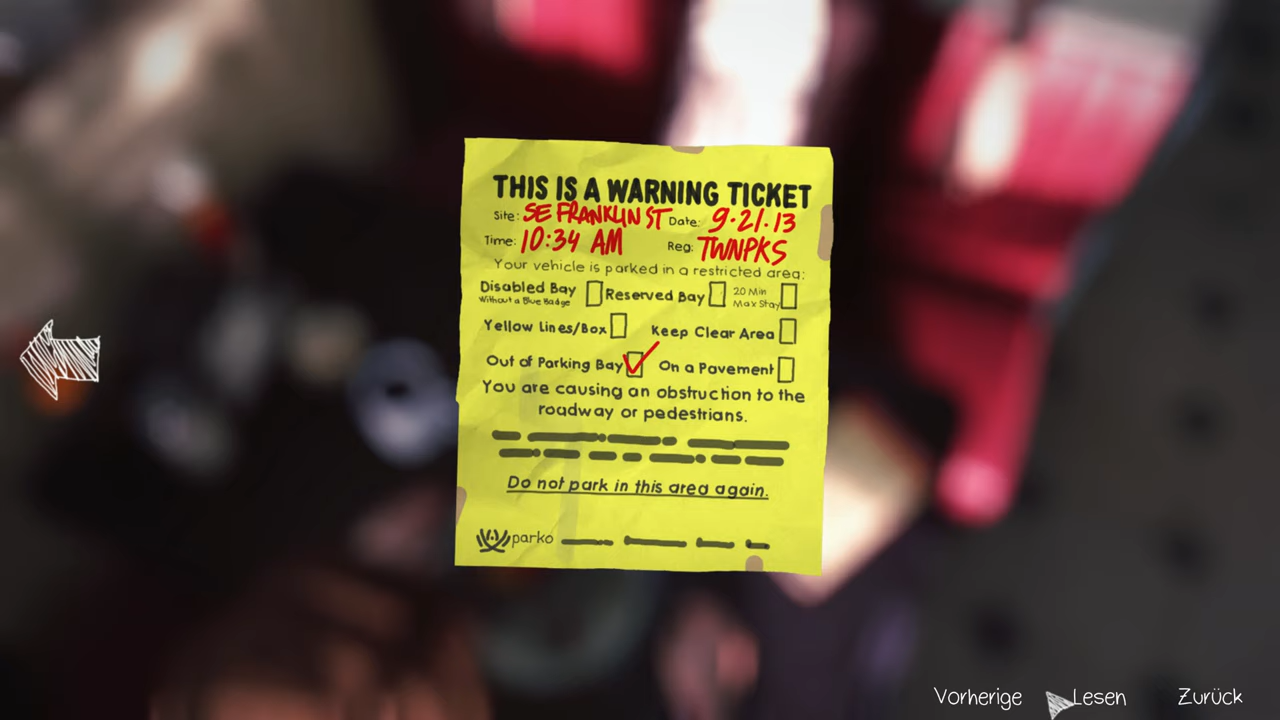 THIS IS A WARNING TICKET
Site: SE FRANKLIN ST Date: 9.21.13
Time: 10:34 AM Reg: TWNPKS
Your vehicle is parked in a restricted area:
Disabled Bay Reserved Bay 20 Min
Without a Blue Badge Max Stay
Yellow Lines/Box Keep Clear Area
Out of Parking Bay On a Pavement
You are causing an obstruction to the
roadway or pedestrians.
Do not park in this area again.
parko
Vorherige Lesen Zurück